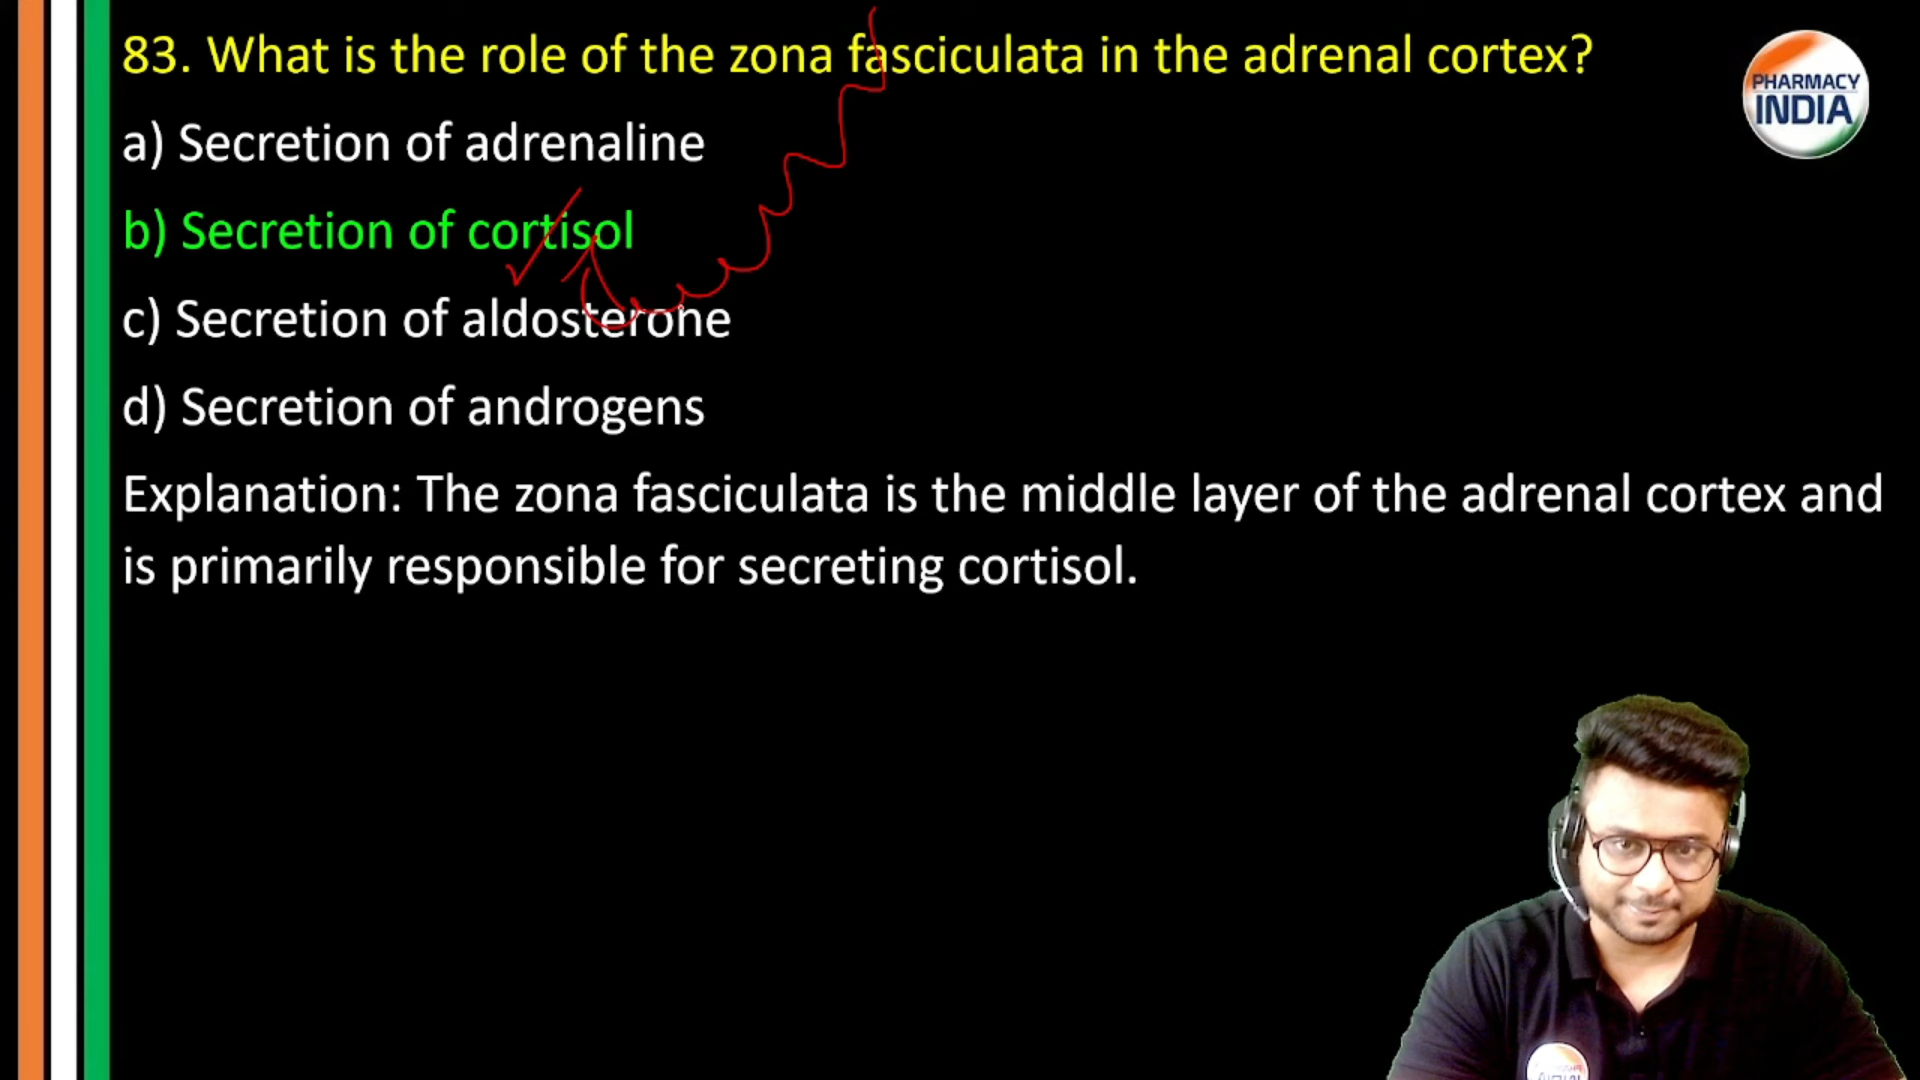 83. What is the role of the zona fasciculata in the adrenal cortex?
PHARMACY
INDIA
a) Secretion of adrenaline
b) Secretion of cortisol
c) Secretion of aldosterone
d) Secretion of androgens
Explanation: The zona fasciculata is the middle layer of the adrenal cortex and
is primarily responsible for secreting cortisol.